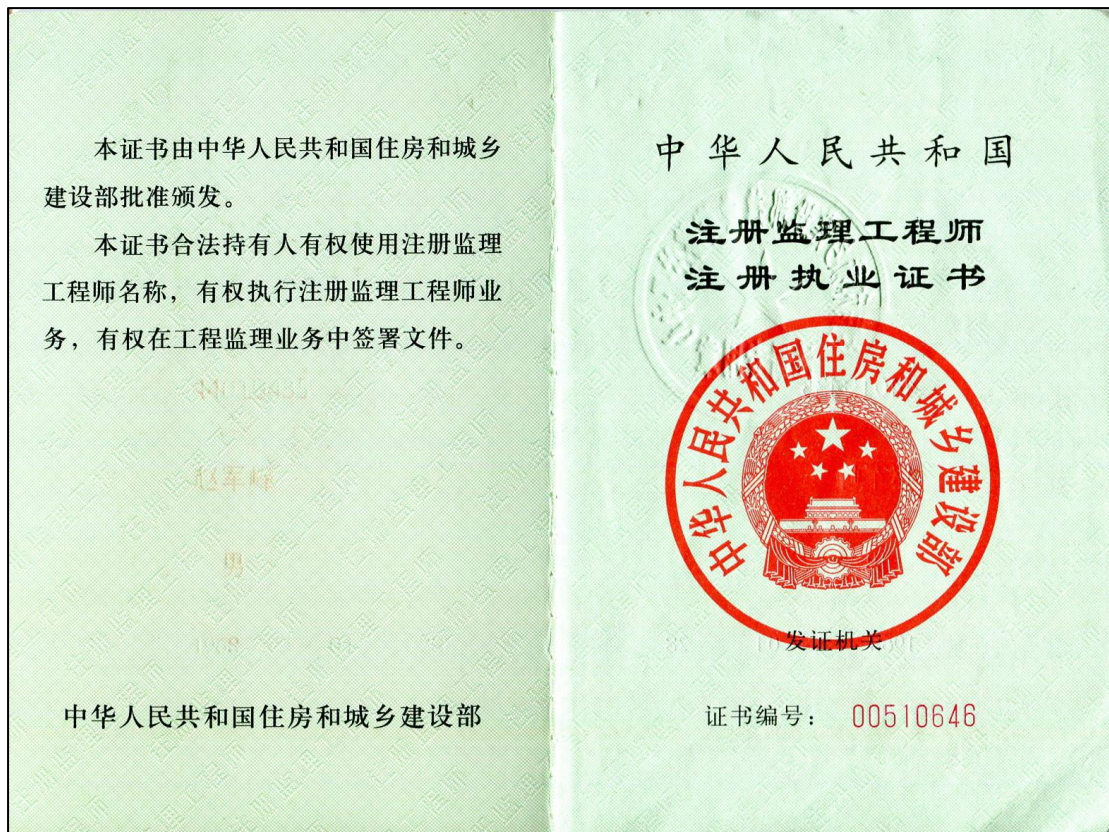 本证书由中华人民共和国住房和城乡
建设部批准颁发。
本证书合法持有人有权使用注册监理
工程师名称，有权执行注册监理工程师业
务，有权在工程监理业务中签署文件。
中华人民共和国住房和城乡建设部
中华人民共和国
注册监理工程师
注册执业证书
中华人民共和国住房和城乡建设部
发证机关
证书编号： 00510646